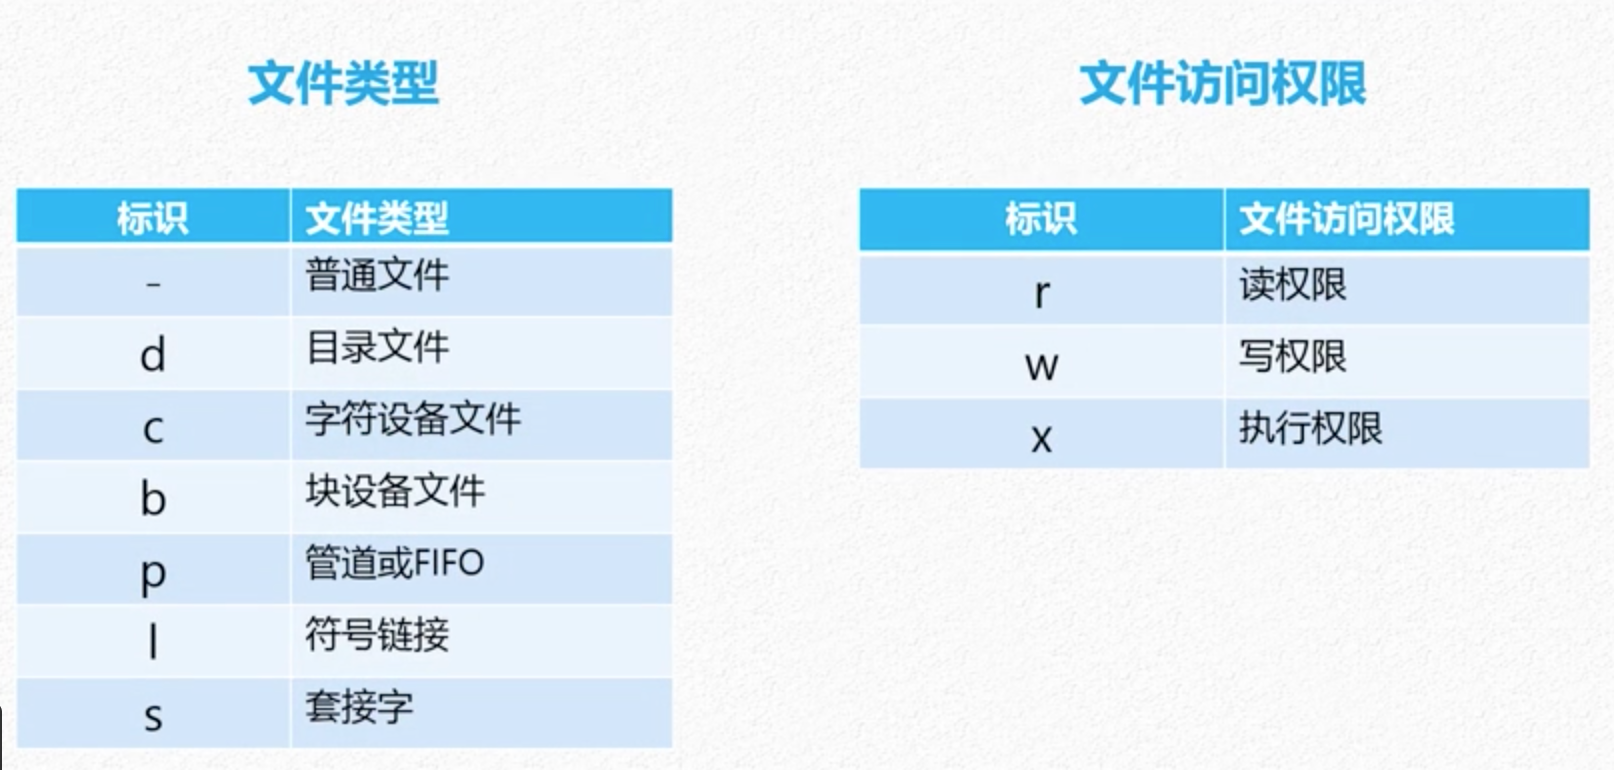 文件类型
标识 文件类型
- 普通文件
d 目录文件
c 字符设备文件
b 块设备文件
p 管道或FIFO
l 符号链接
s 套接字
文件访问权限
标识 文件访问权限
r 读权限
w 写权限
x 执行权限